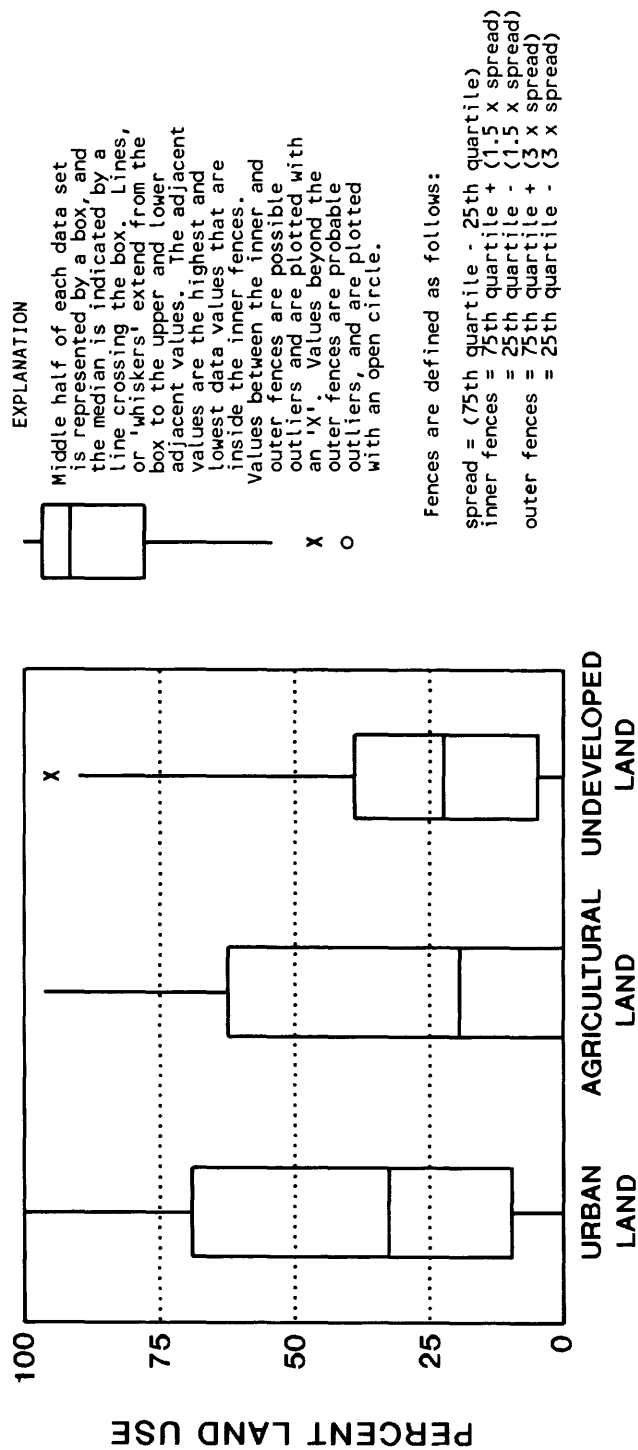 PERCENT LAND USE
100
75
50
25
0
URBAN
LAND
AGRICULTURAL
LAND
UNDEVELOPED
LAND
X
EXPLANATION
Middle half of each data set
is represented by a box, and
the median is indicated by a
line crossing the box. Lines,
or 'whiskers' extend from the
box to the upper and lower
adjacent values. The adjacent
values are the highest and
lowest data values that are
inside the inner fences.
Values between the inner and
outer fences are possible
outliers and are plotted with
an 'X'. Values beyond the
outer fences are probable
outliers, and are plotted
with an open circle.
X
O
Fences are defined as follows:
spread = (75th quartile - 25th quartile)
inner fences = 75th quartile + (1.5 x spread)
= 25th quartile - (1.5 x spread)
outer fences = 75th quartile + (3 x spread)
= 25th quartile - (3 x spread)